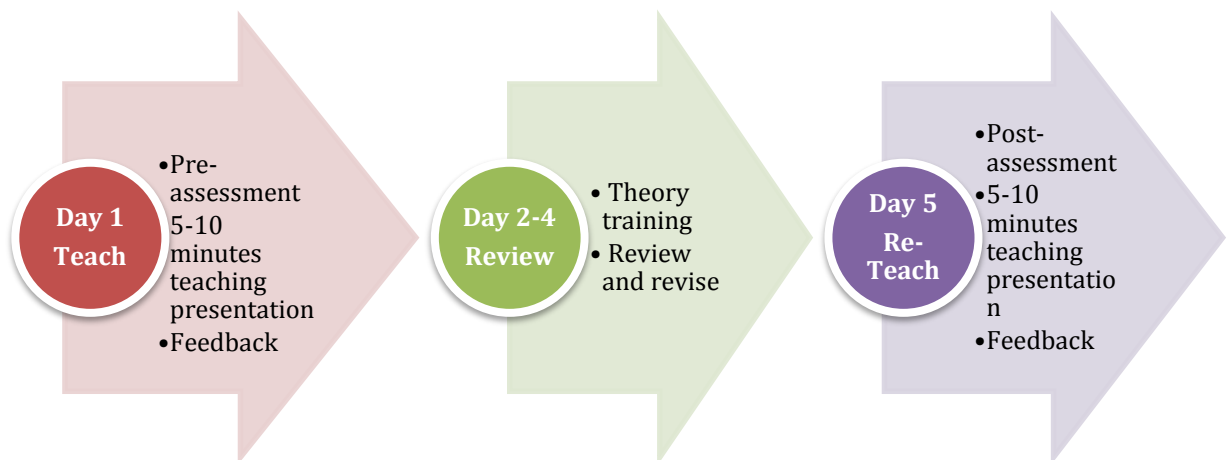 Day 1
Teach
•Pre-
assessment
5-10
minutes
teaching
presentation
•Feedback
Day 2-4
Review
• Theory
training
• Review
and revise
Day 5
Re-
Teach
•Post-
assessment
•5-10
minutes
teaching
presentatio
n
•Feedback